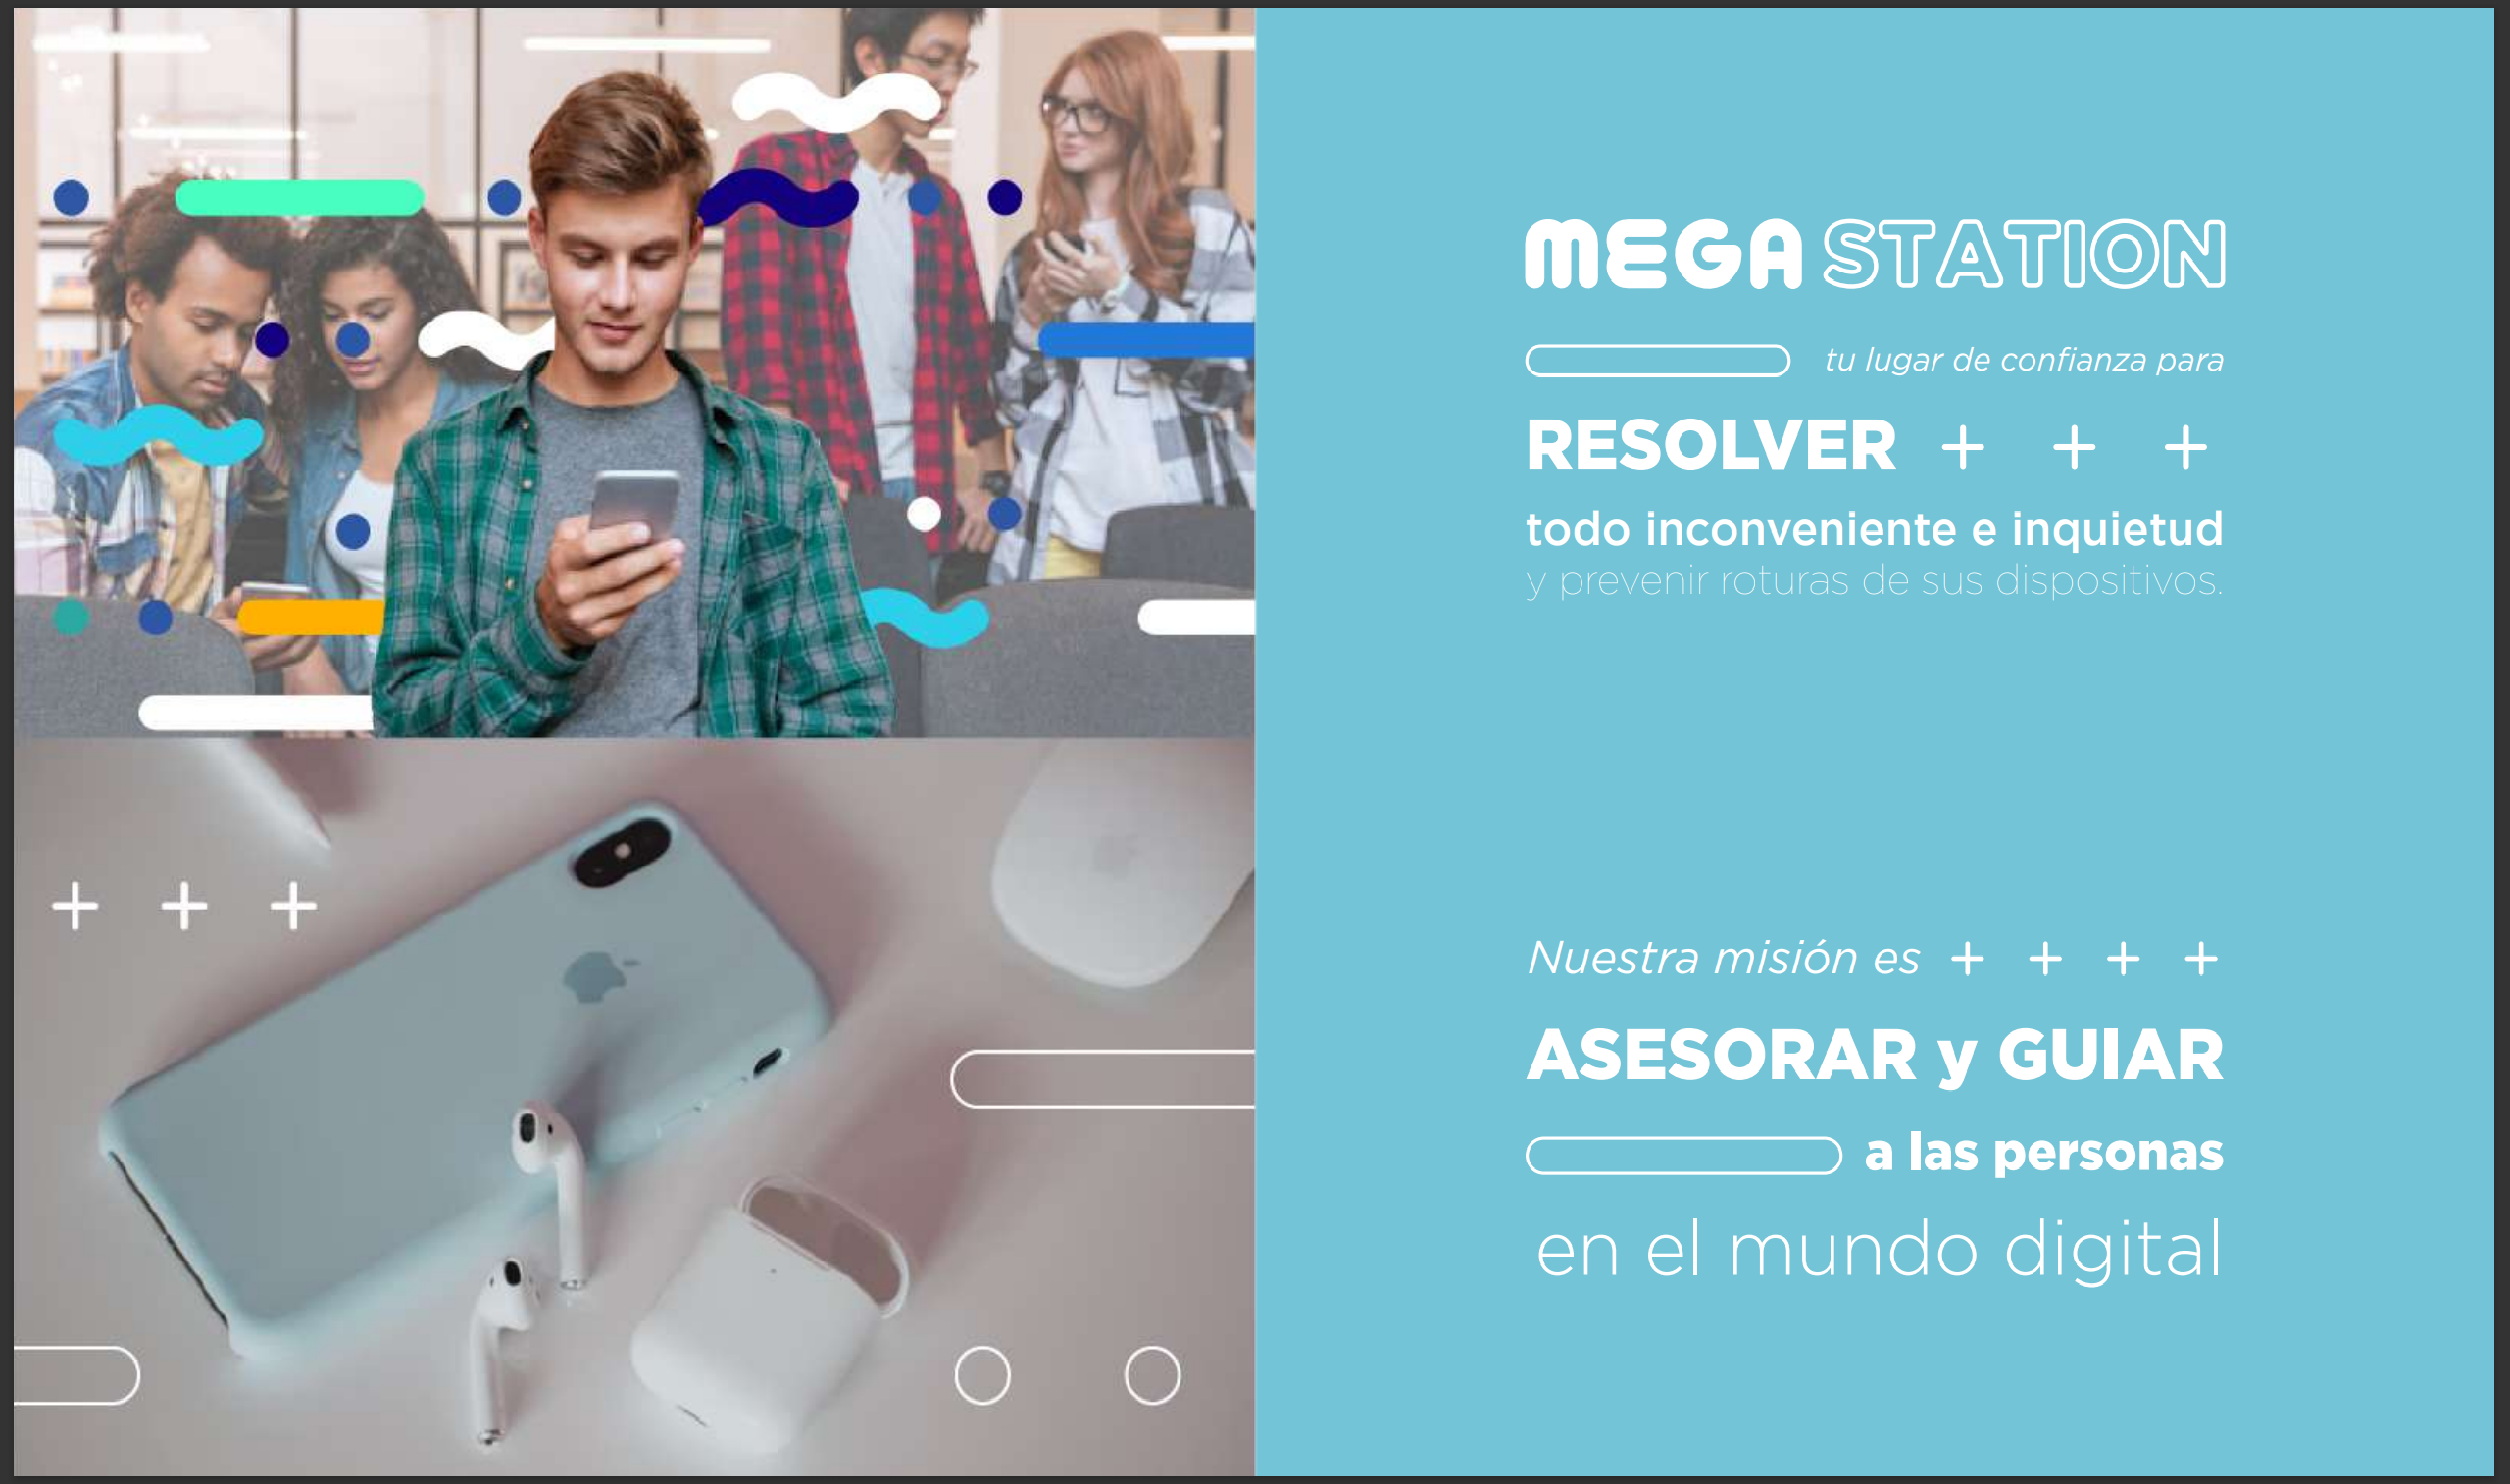 MEGA STATION
tu lugar de confianza para
RESOLVER + + +
todo inconveniente e inquietud
y prevenir roturas de sus dispositivos.
Nuestra misión es + + + +
ASESORAR y GUIAR
a las personas
en el mundo digital